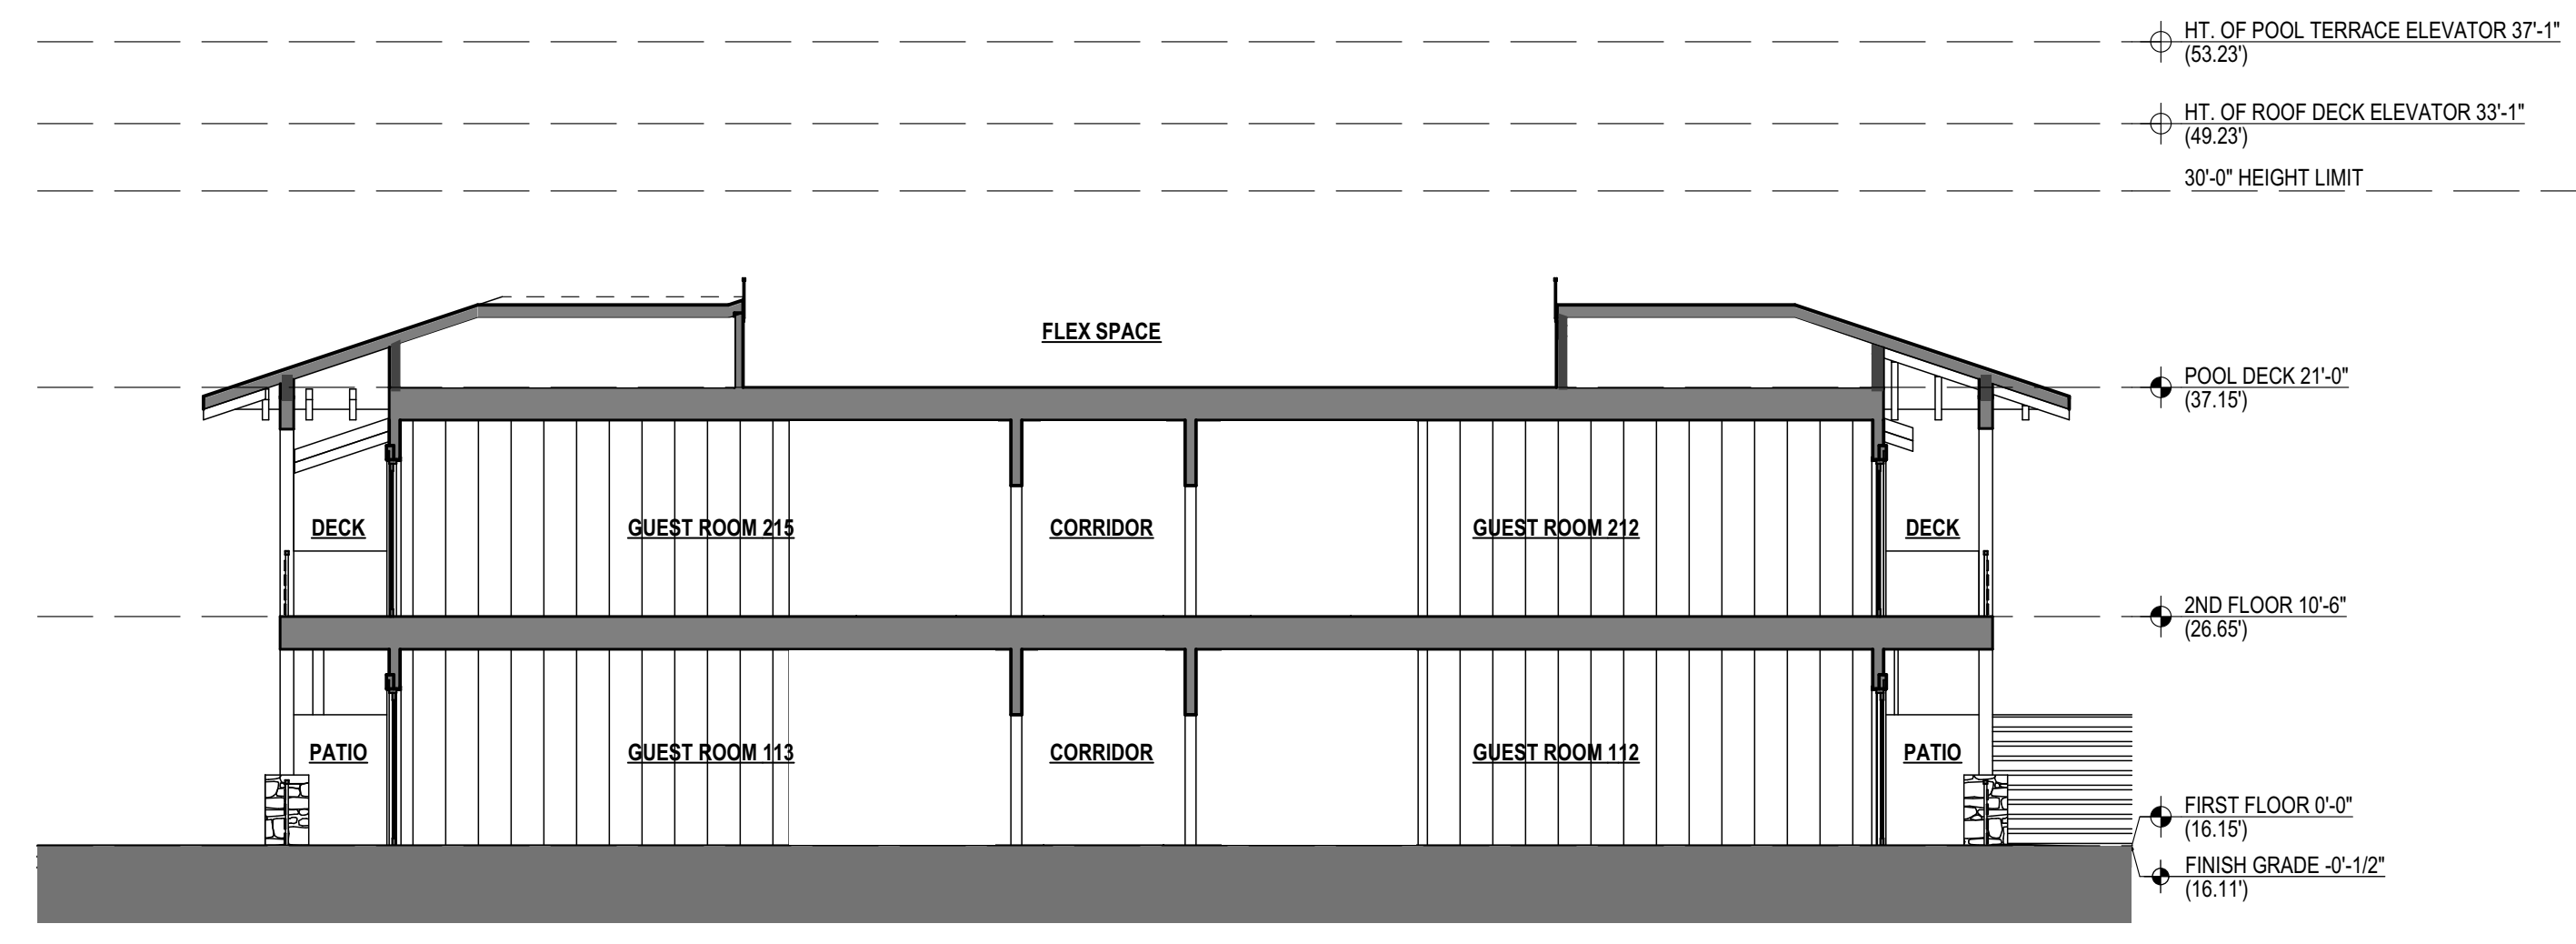 HT. OF POOL TERRACE ELEVATOR 37'-1"
(53.23')
HT. OF ROOF DECK ELEVATOR 33'-1"
(49.23')
30'-0" HEIGHT LIMIT
FLEX SPACE
POOL DECK 21'-0"
(37.15')
DECK
GUEST ROOM 215
CORRIDOR
GUEST ROOM 212
DECK
2ND FLOOR 10'-6"
(26.65')
PATIO
GUEST ROOM 113
CORRIDOR
GUEST ROOM 112
PATIO
FIRST FLOOR 0'-0"
(16.15')
FINISH GRADE -0'-1/2"
(16.11')